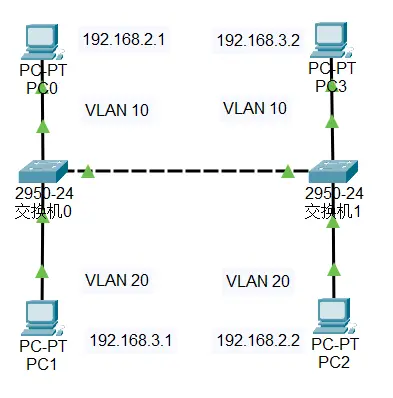 192.168.2.1
192.168.3.2
PC-PT
PC0
PC-PT
PC3
VLAN 10
VLAN 10
2950-24
交换机0
2950-24
交换机1
VLAN 20
VLAN 20
PC-PT
PC1
192.168.3.1
192.168.2.2
PC-PT
PC2